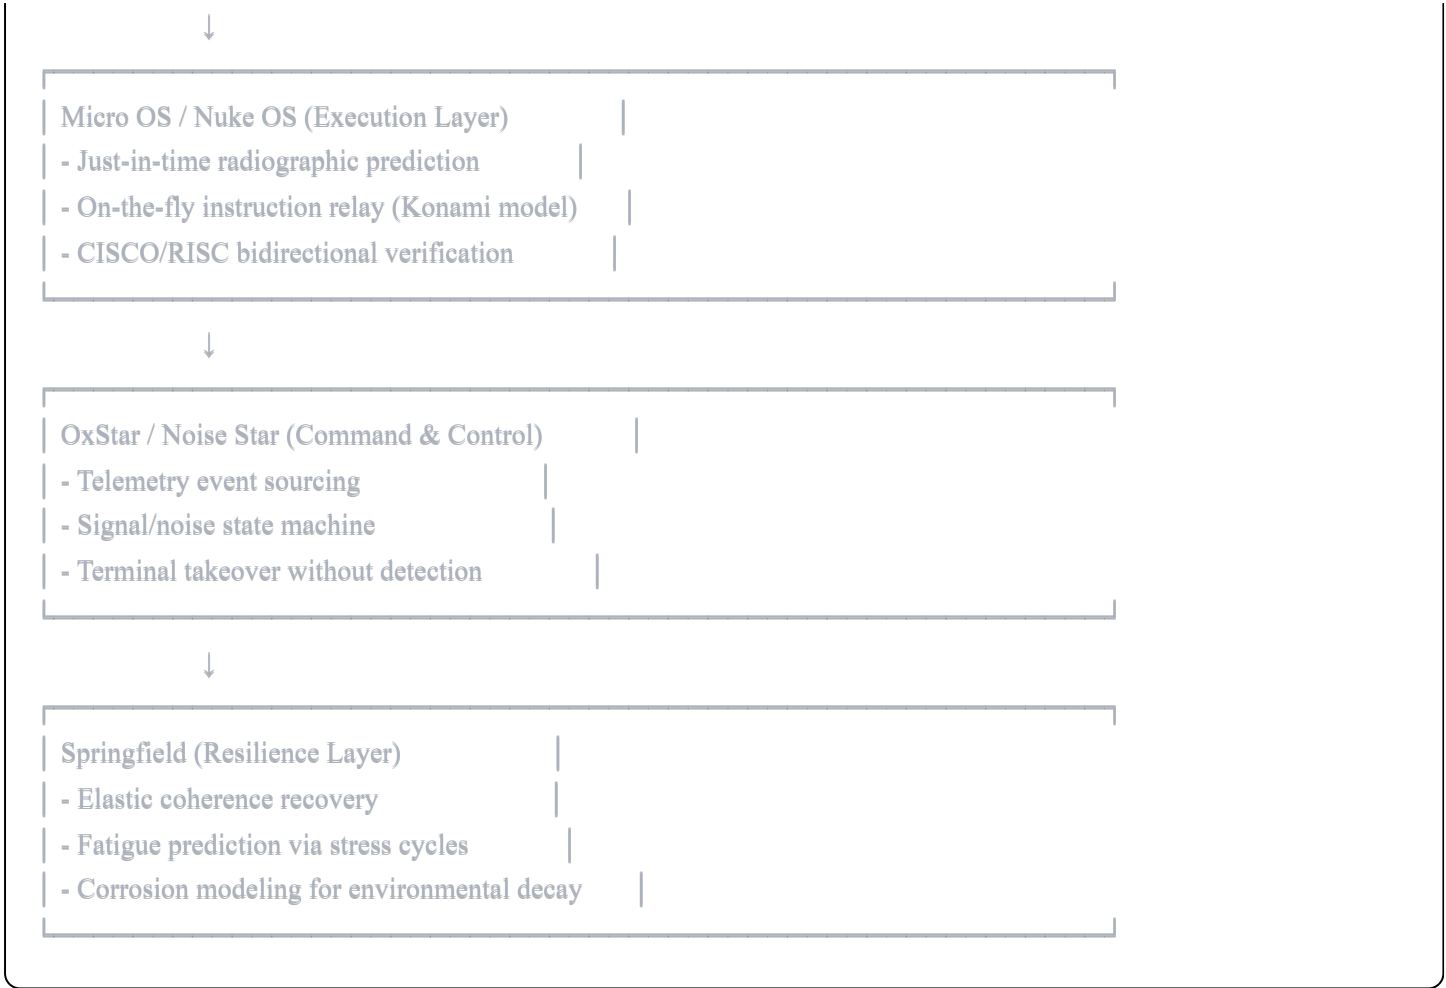 ↓
Micro OS / Nuke OS (Execution Layer)
- Just-in-time radiographic prediction
- On-the-fly instruction relay (Konami model)
- CISCO/RISC bidirectional verification
↓
OxStar / Noise Star (Command & Control)
- Telemetry event sourcing
- Signal/noise state machine
- Terminal takeover without detection
↓
Springfield (Resilience Layer)
- Elastic coherence recovery
- Fatigue prediction via stress cycles
- Corrosion modeling for environmental decay